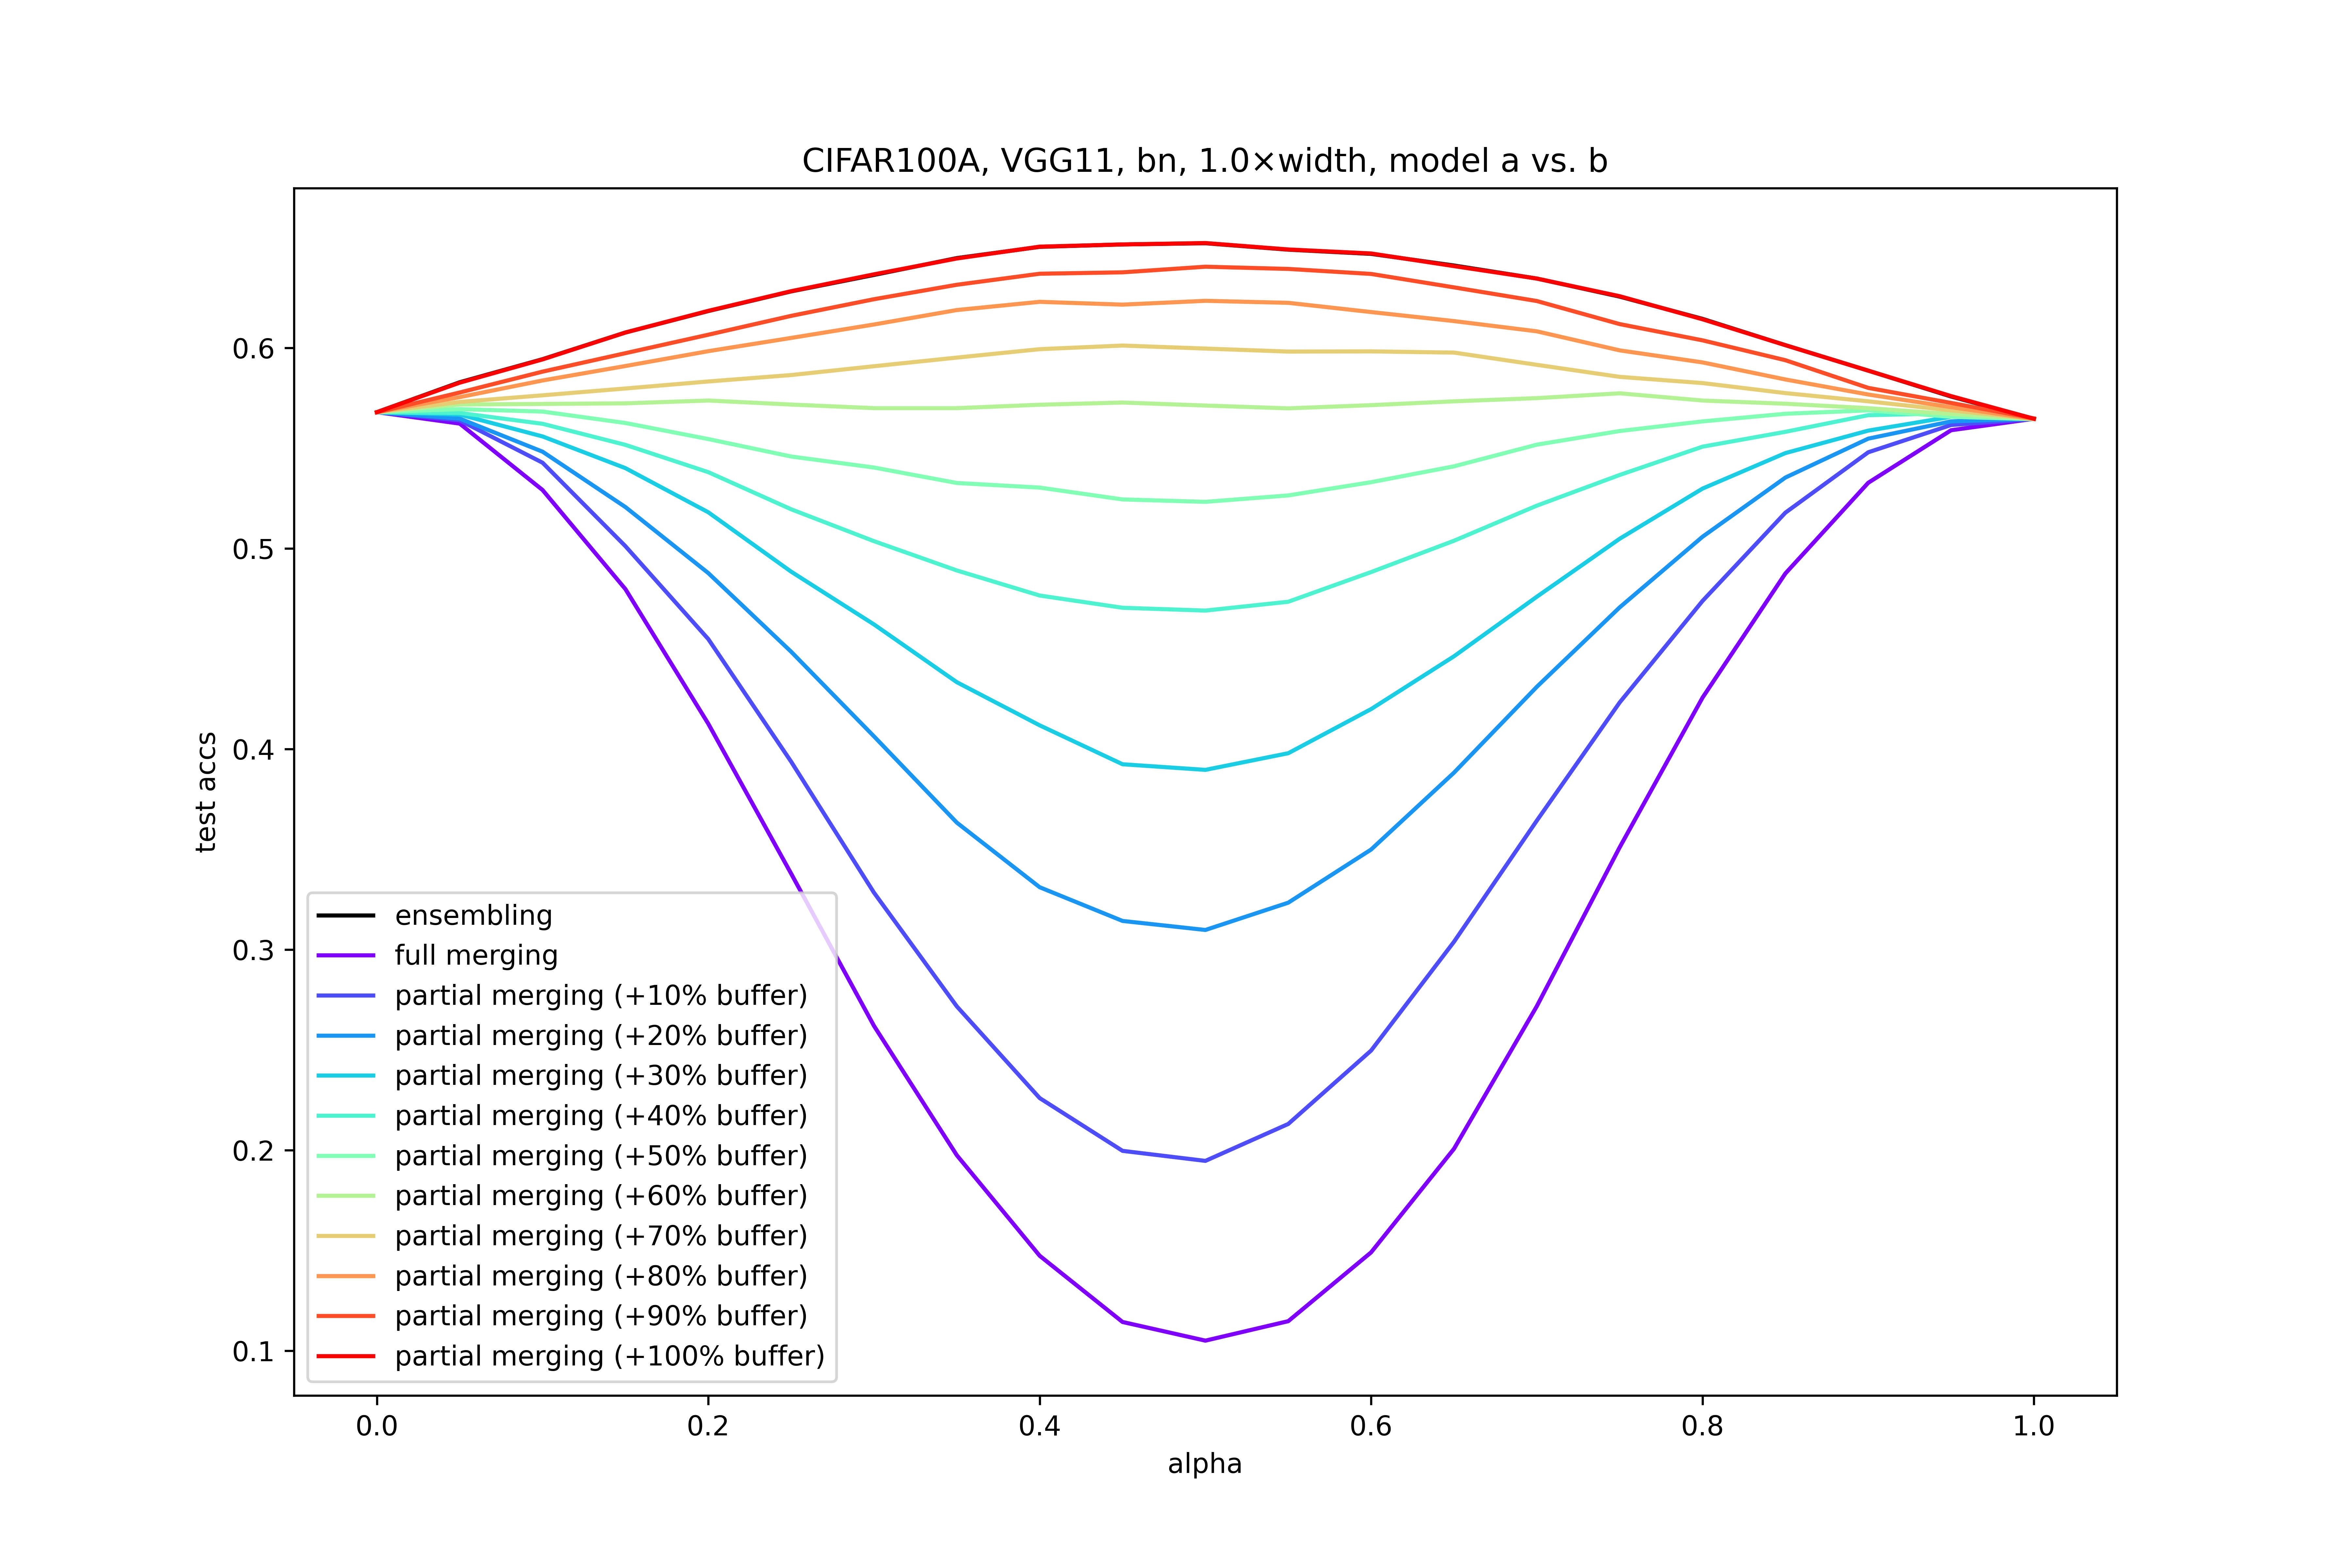 CIFAR100A, VGG11, bn, 1.0×width, model a vs. b
test accs
0.6
0.5
0.4
0.3
0.2
0.1
ensembling
full merging
partial merging (+10% buffer)
partial merging (+20% buffer)
partial merging (+30% buffer)
partial merging (+40% buffer)
partial merging (+50% buffer)
partial merging (+60% buffer)
partial merging (+70% buffer)
partial merging (+80% buffer)
partial merging (+90% buffer)
partial merging (+100% buffer)
0.0 0.2 0.4 0.6 0.8 1.0
alpha